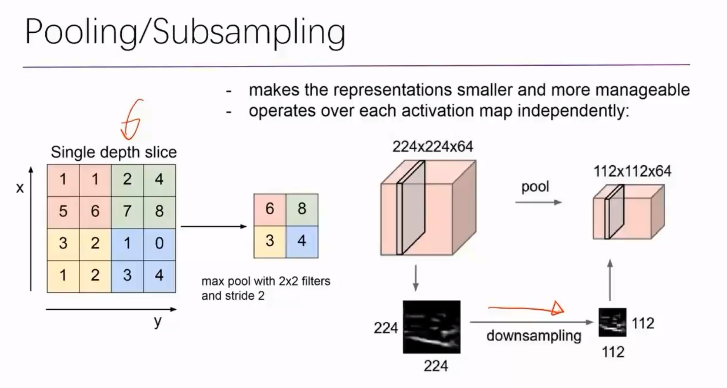 Pooling/Subsampling
- makes the representations smaller and more manageable
- operates over each activation map independently:
6
Single depth slice
x
1 1 2 4
5 6 7 8
3 2 1 0
1 2 3 4
y
6 8
3 4
max pool with 2x2 filters
and stride 2
224x224x64
pool
112x112x64
224
224
downsampling
112
112